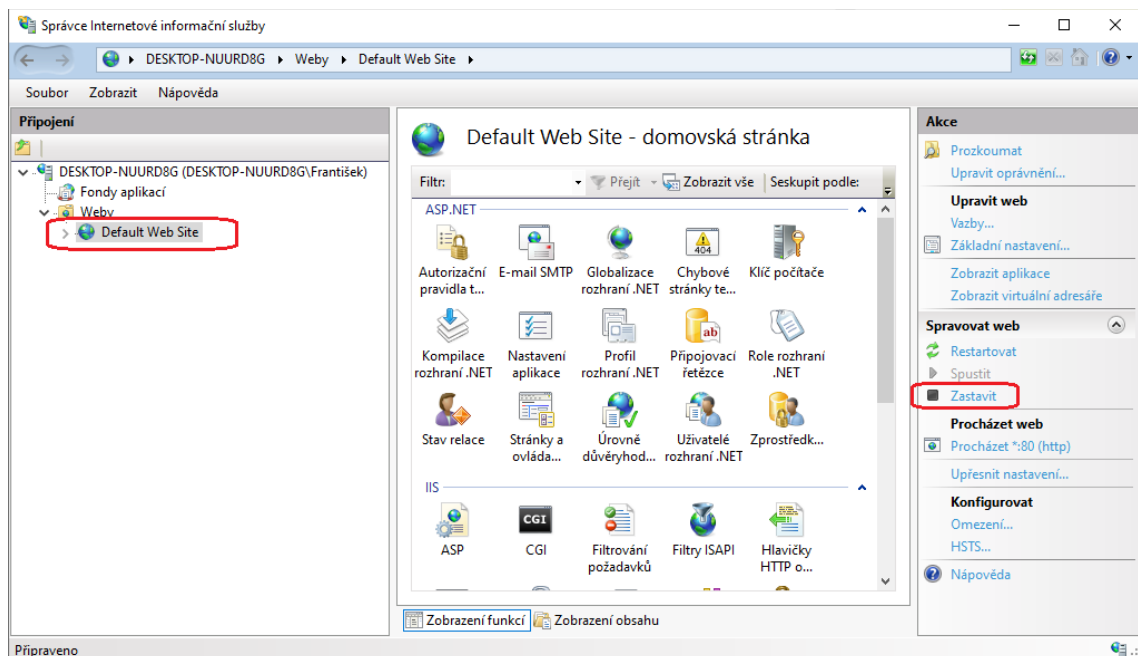 Správce Internetové informační služby
DESKTOP-NUURD8G
Weby
Default Web Site
Soubor Zobrazit Nápověda
Připojení
DESKTOP-NUURD8G (DESKTOP-NUURD8G\František)
Fondy aplikací
Weby
Default Web Site
Default Web Site - domovská stránka
Filtr: Přejít Zobrazit vše Seskupit podle:
ASP.NET
Autorizační
pravidla t...
E-mail SMTP
Globalizace
rozhraní .NET
Chybové
stránky te...
404
Klíč počítače
Kompilace
rozhraní .NET
Nastavení
aplikace
Profil
rozhraní .NET
ab
Připojovací
řetězce
Role rozhraní
.NET
Stav relace
Stránky a
ovláda...
Úrovně
důvěryhod...
Uživatelé
rozhraní .NET
Zprostředk...
IIS
ASP
CGI
CGI
Filtrování
požadavků
Filtry ISAPI
Hlavičky
HTTP o...
Zobrazení funkcí Zobrazení obsahu
Akce
Prozkoumat
Upravit oprávnění...
Upravit web
Vazby...
Základní nastavení...
Zobrazit aplikace
Zobrazit virtuální adresáře
Spravovat web
Restartovat
Spustit
Zastavit
Procházet web
Procházet *:80 (http)
Upřesnit nastavení...
Konfigurovat
Omezení...
HSTS...
Nápověda
Připraveno